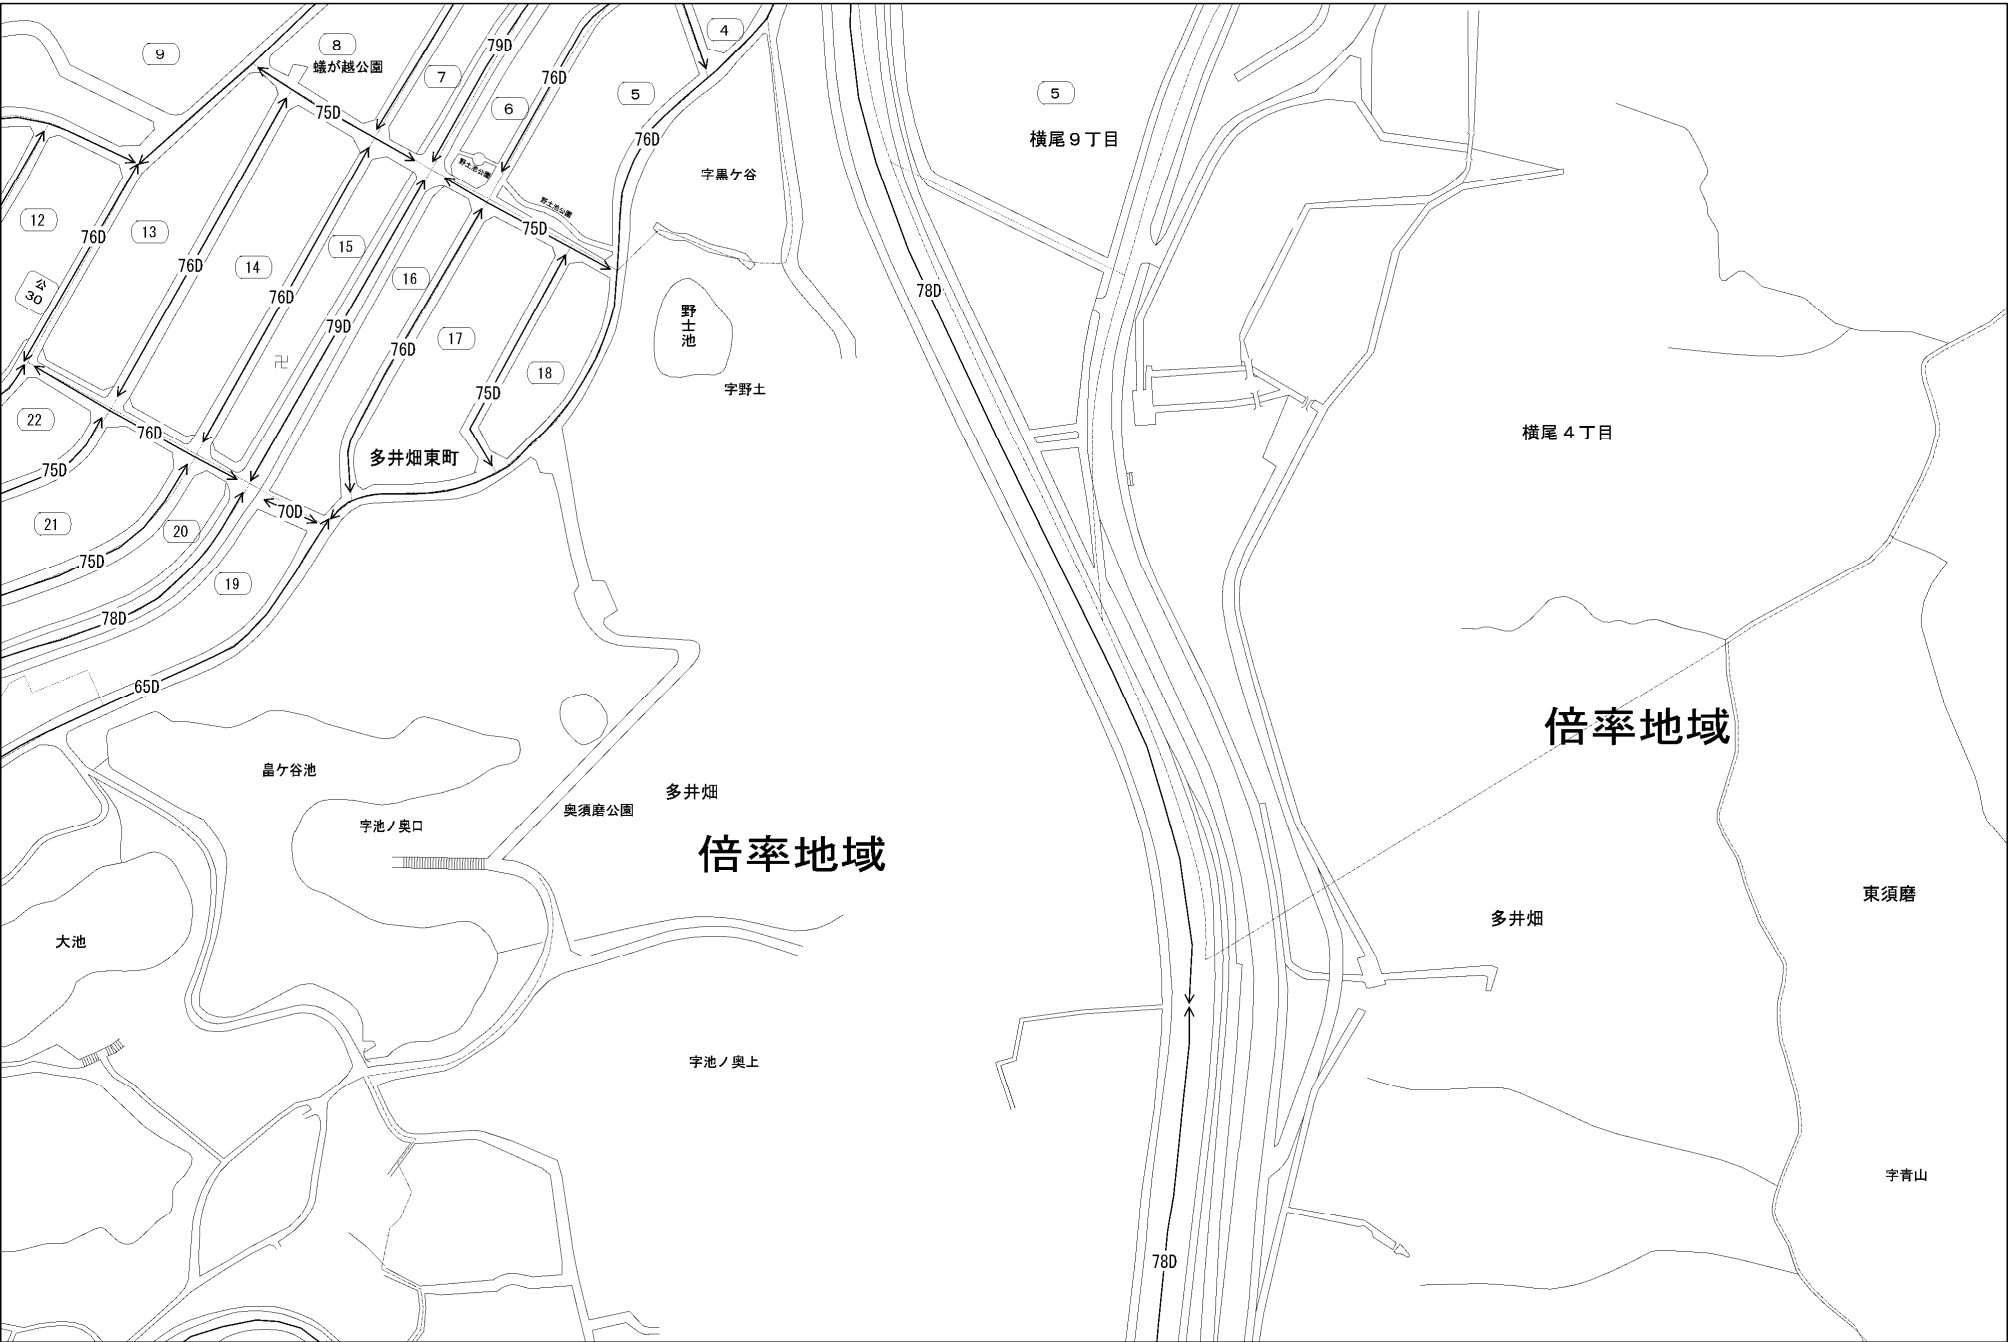 9
8
蟻が越公園
7
79D
6
76D
5
4
75D
76D
野土池公園
野土池公園
字黒ケ谷
5
横尾９丁目
12
13
14
15
16
17
18
公
30
76D
76D
76D
79D
76D
75D
75D
野
士
池
字野土
78D
22
76D
75D
多井畑東町
横尾４丁目
21
20
70D
75D
19
78D
65D
倍率地域
畠ケ谷池
字池ノ奥口
奥須磨公園
多井畑
倍率地域
東須磨
多井畑
大池
字池ノ奥上
字青山
78D